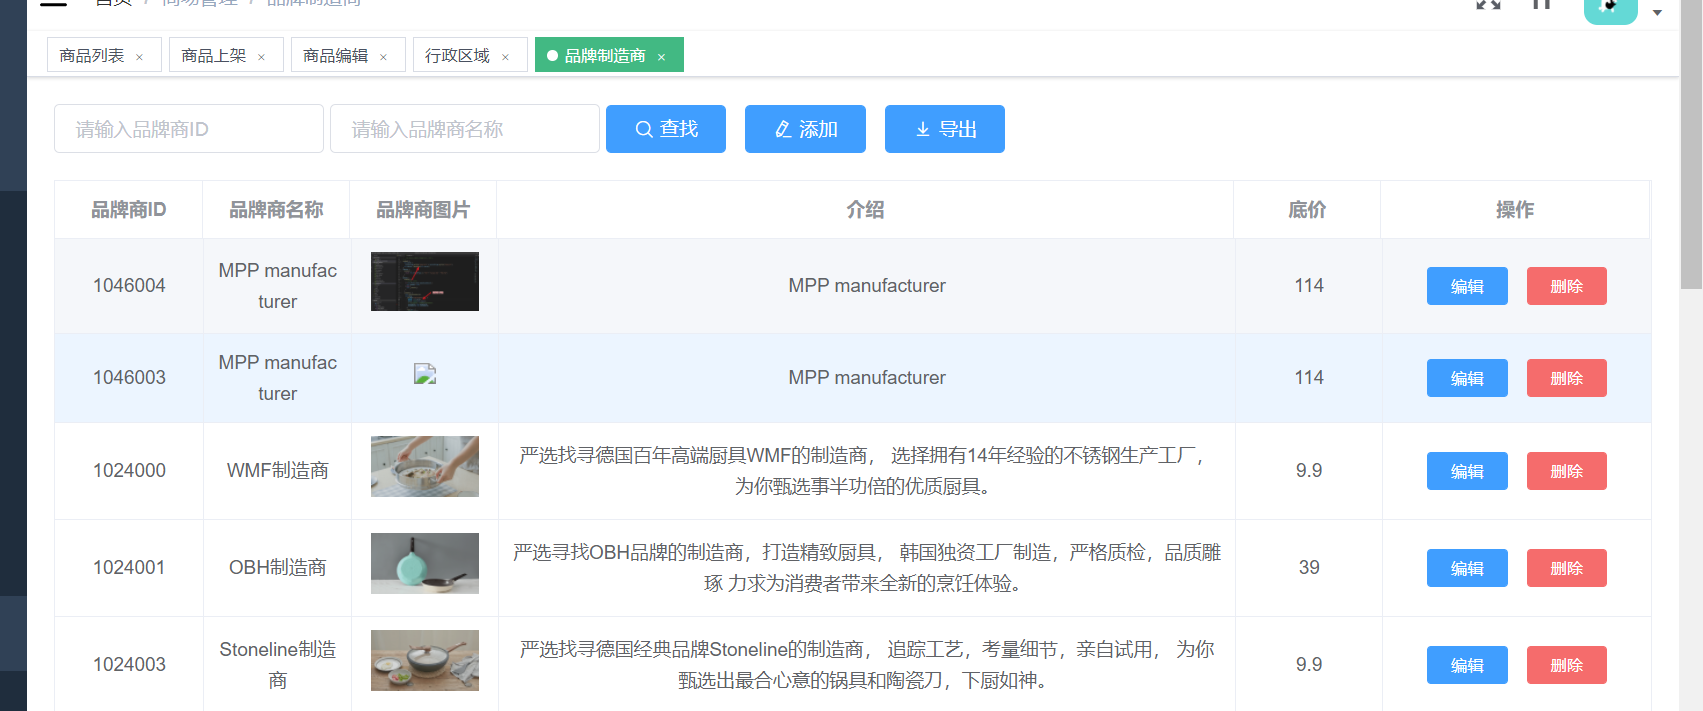 首页 / 商场管理 / 品牌制造商
商品列表 × 商品上架 × 商品编辑 × 行政区域 × 品牌制造商 ×
请输入品牌商ID 请输入品牌商名称 查找 添加 导出
品牌商ID 品牌商名称 品牌商图片 介绍 底价 操作
1046004 MPP manufac
turer MPP manufacturer 114 编辑 删除
1046003 MPP manufac
turer MPP manufacturer 114 编辑 删除
1024000 WMF制造商 严选找寻德国百年高端厨具WMF的制造商， 选择拥有14年经验的不锈钢生产工厂，
为你甄选事半功倍的优质厨具。 9.9 编辑 删除
1024001 OBH制造商 严选寻找OBH品牌的制造商，打造精致厨具， 韩国独资工厂制造，严格质检，品质雕
琢 力求为消费者带来全新的烹饪体验。 39 编辑 删除
1024003 Stoneline制造
商 严选找寻德国经典品牌Stoneline的制造商， 追踪工艺，考量细节，亲自试用， 为你
甄选出最合心意的锅具和陶瓷刀，下厨如神。 9.9 编辑 删除